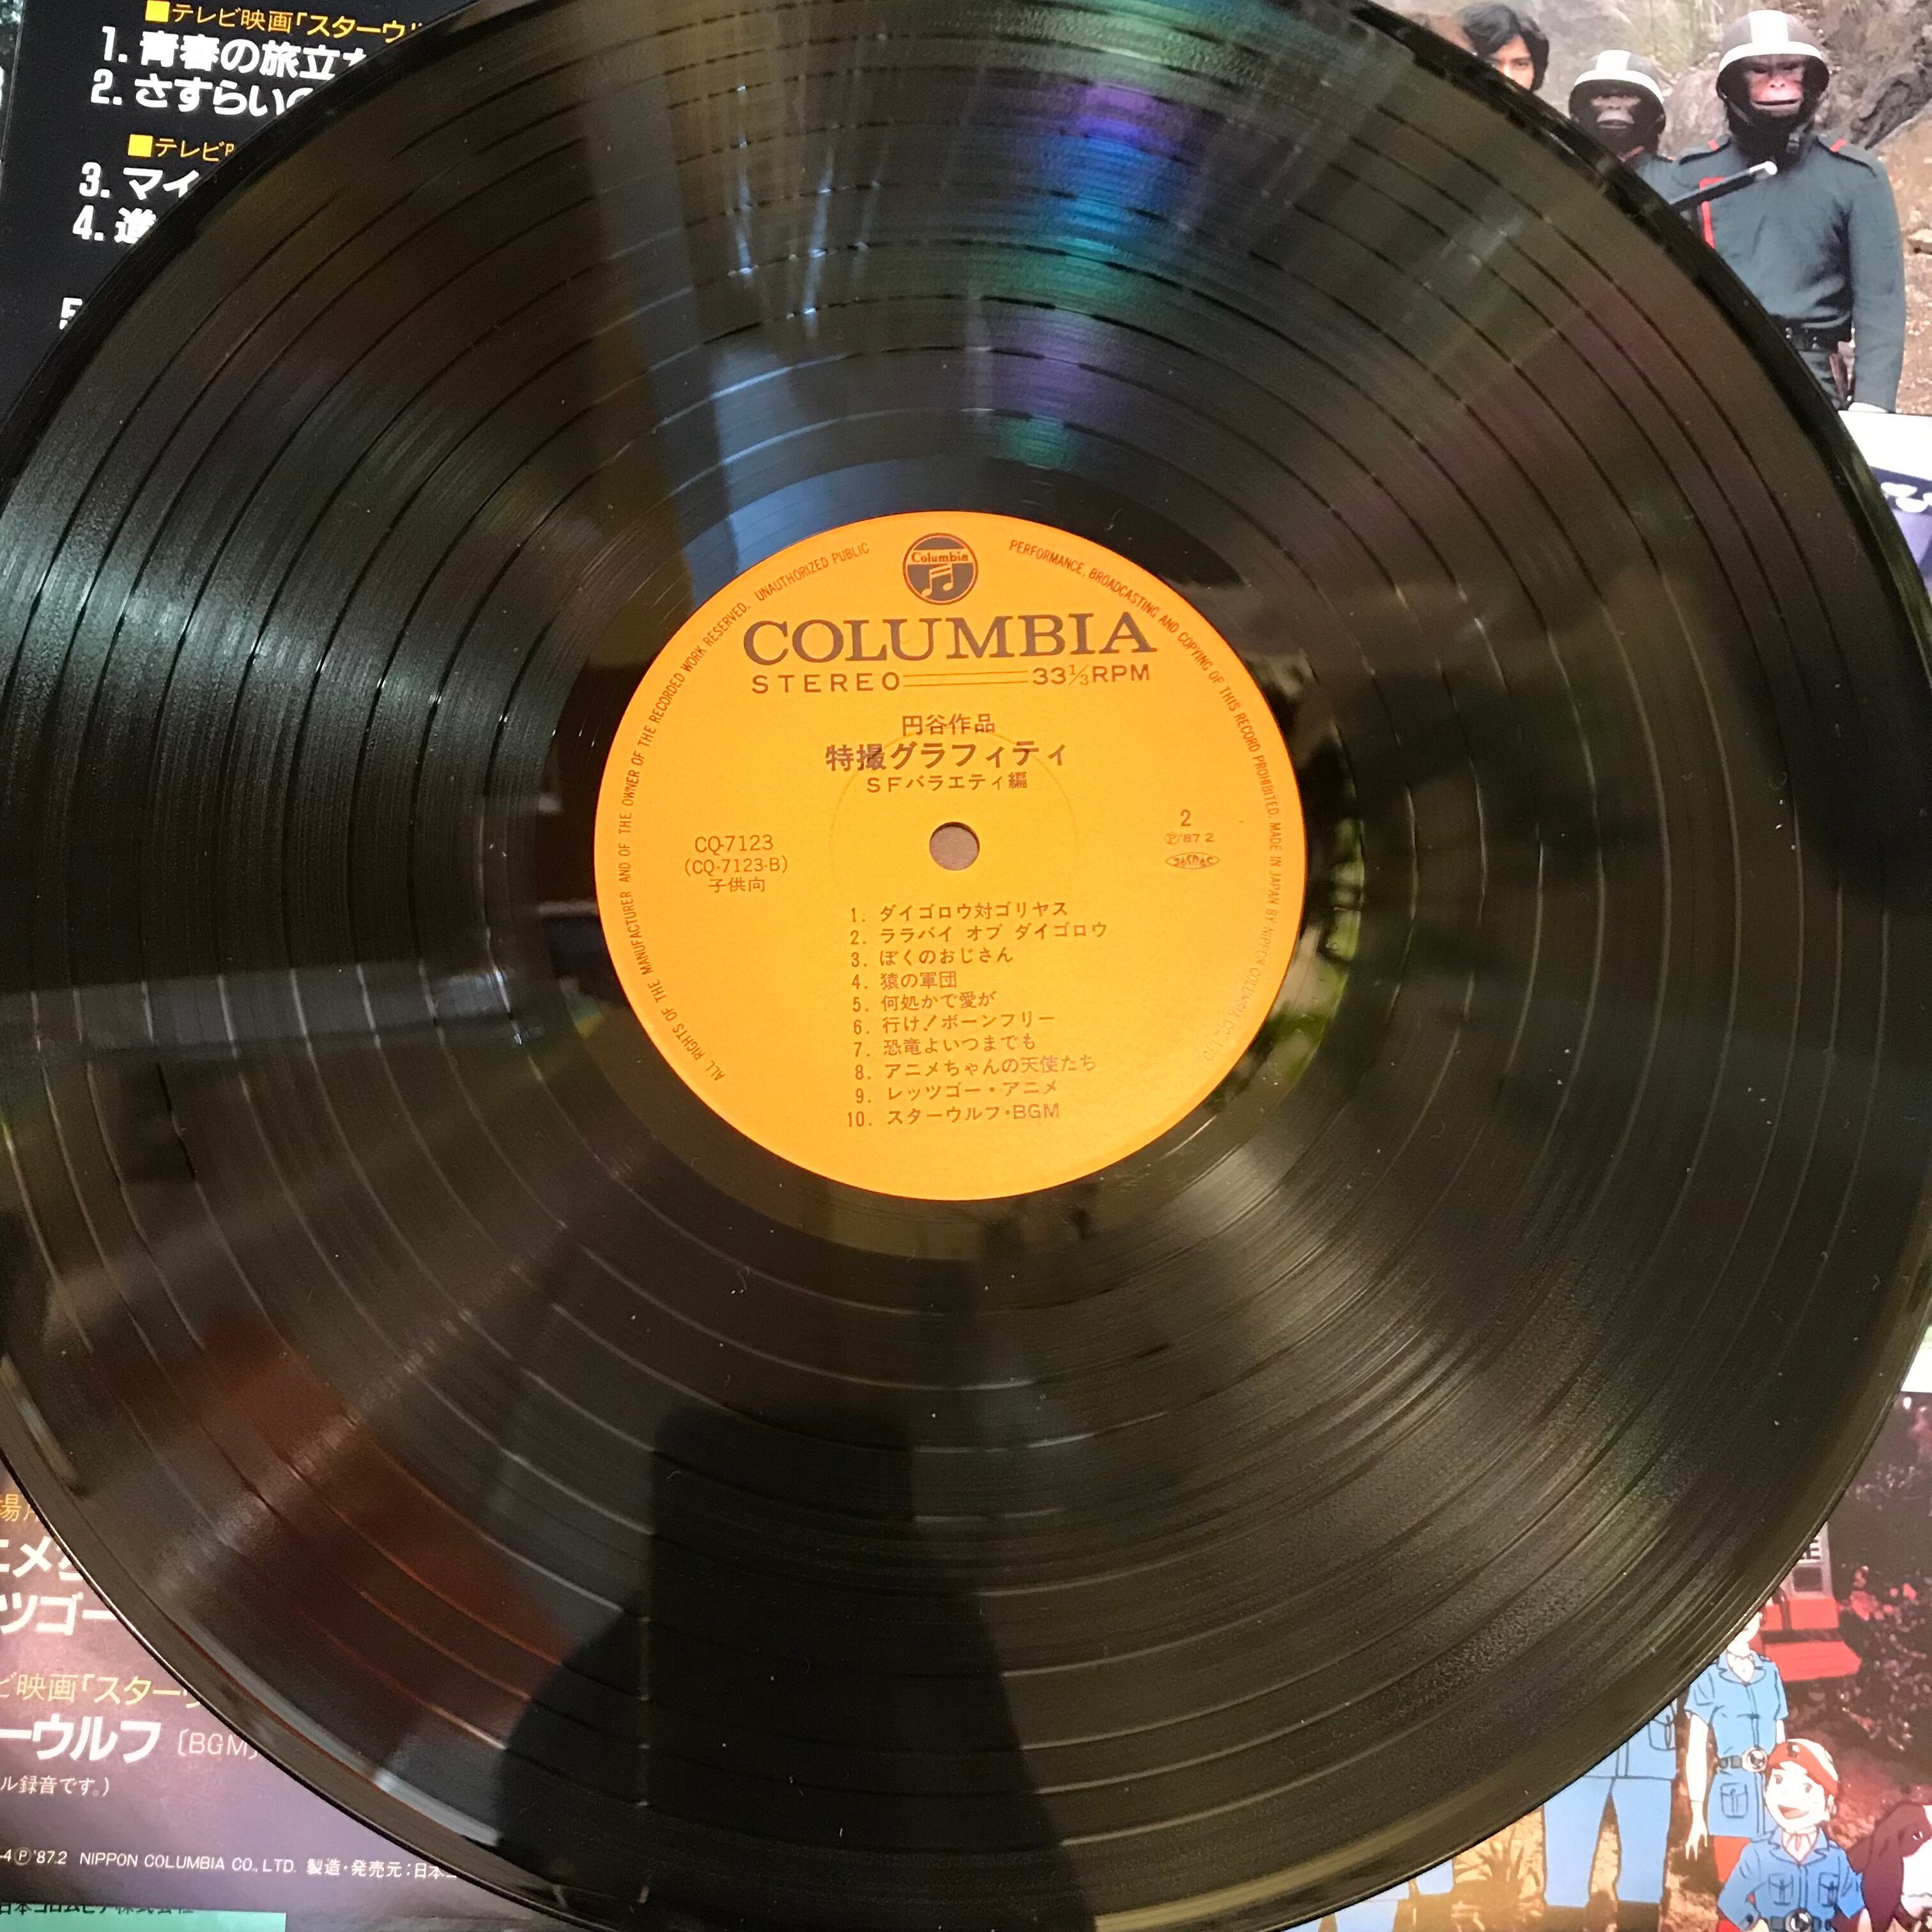 ■テレビ映画「スターウル
1. 青春の旅立
2. さすらい
■テレビ
3. マイ
4.
5
Columbia
COLUMBIA
STEREO 33⅓RPM
円谷作品
特撮グラフィティ
SFバラエティ編
CQ-7123
(CQ-7123-B)
子供向
2
Ⓟ'87 2
1. ダイゴロウ対ゴリヤス
2. ララバイ オブ ダイゴロウ
3. ぼくのおじさん
4. 猿の軍団
5. 何処かで愛が
6. 行け!ボーンフリー
7. 恐竜よいつまでも
8. アニメちゃんの天使たち
9. レッツゴー・アニメ
10. スターウルフ・BGM
ALL RIGHTS OF THE MANUFACTURER AND OF THE OWNER OF THE RECORDED WORK RESERVED. UNAUTHORIZED PUBLIC PERFORMANCE, BROADCASTING AND COPYING OF THIS RECORD PROHIBITED. MADE IN JAPAN BY NIPPON COLUMBIA CO., LTD.
場
ニメ
ツゴー
ビ映画「スターウ
ーウルフ〔BGM〕
ル録音です。)
-4Ⓟ'87.2 NIPPON COLUMBIA CO., LTD. 製造・発売元:日本
日本コロムビア株式会社